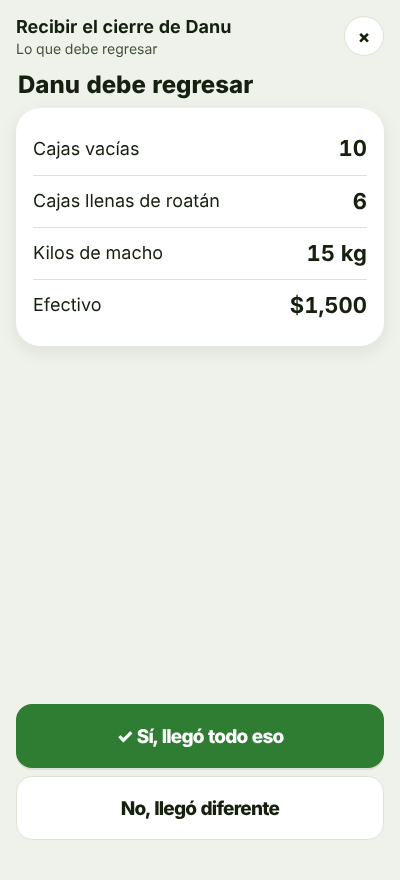 Recibir el cierre de Danu
Lo que debe regresar
×
Danu debe regresar
Cajas vacías 10
Cajas llenas de roatán 6
Kilos de macho 15 kg
Efectivo $1,500
✓ Sí, llegó todo eso
No, llegó diferente